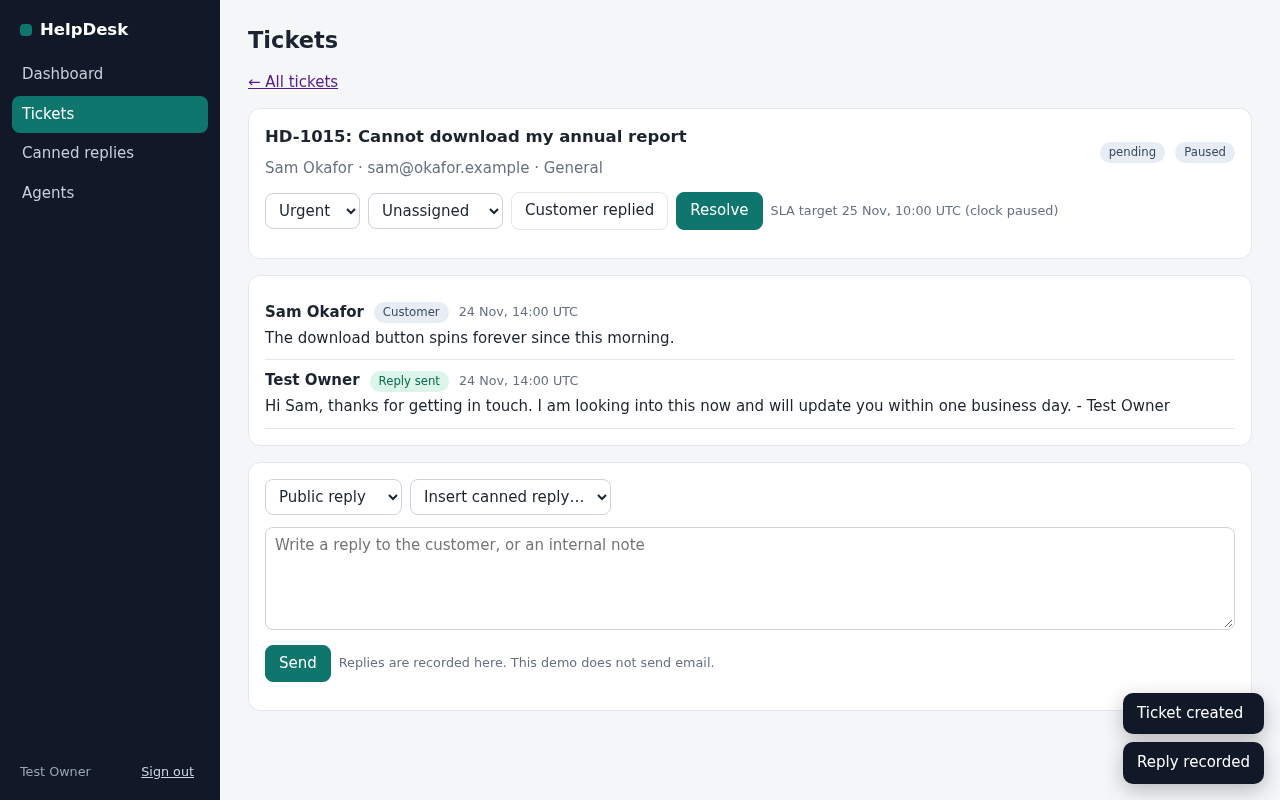 HelpDesk
Dashboard
Tickets
Canned replies
Agents
Test Owner
Sign out
Tickets
← All tickets
HD-1015: Cannot download my annual report
Sam Okafor · sam@okafor.example · General
pending
Paused
Urgent
Unassigned
Customer replied
Resolve
SLA target 25 Nov, 10:00 UTC (clock paused)
Sam Okafor Customer 24 Nov, 14:00 UTC
The download button spins forever since this morning.
Test Owner Reply sent 24 Nov, 14:00 UTC
Hi Sam, thanks for getting in touch. I am looking into this now and will update you within one business day. - Test Owner
Public reply
Insert canned reply…
Write a reply to the customer, or an internal note
Send
Replies are recorded here. This demo does not send email.
Ticket created
Reply recorded